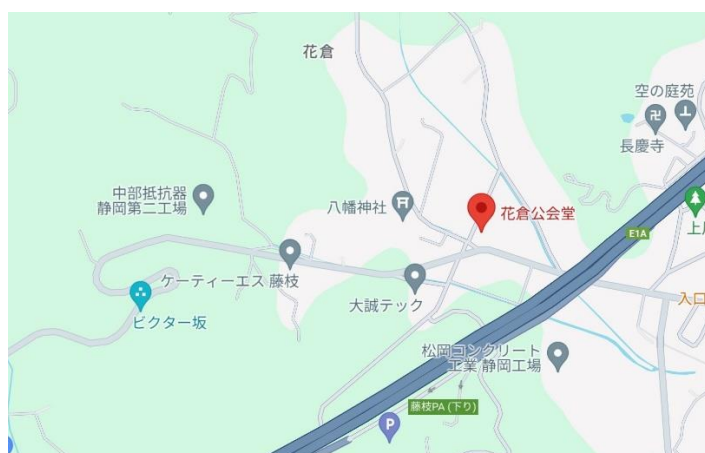 花倉
空の庭苑
長慶寺
中部抵抗器
静岡第二工場
八幡神社
花倉公会堂
E1A
ケーティーエス 藤枝
大誠テック
入口
ビクター坂
松岡コンクリート
工業 静岡工場
藤枝PA (下り)
P